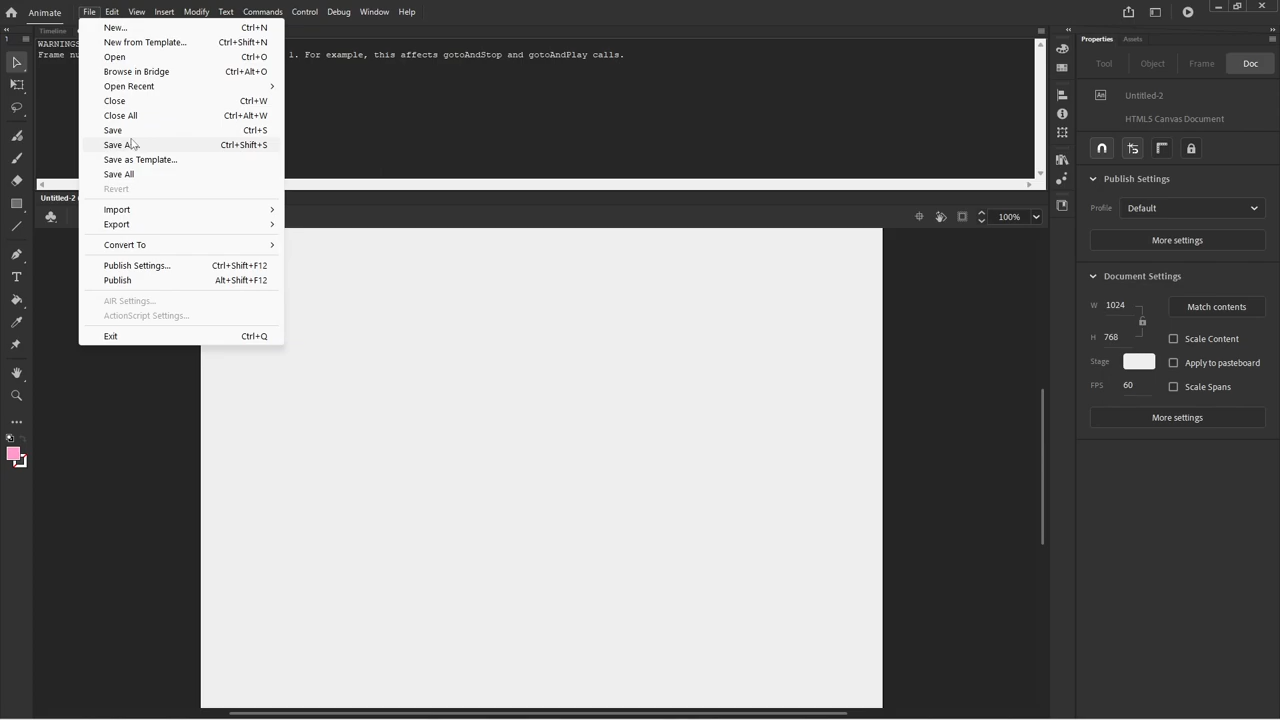 Animate File Edit View Insert Modify Text Commands Control Debug Window Help
Timeline
WARNINGS
Frame nu l. For example, this affects gotoAndStop and gotoAndPlay calls.
New... Ctrl+N
New from Template... Ctrl+Shift+N
Open Ctrl+O
Browse in Bridge Ctrl+Alt+O
Open Recent
Close Ctrl+W
Close All Ctrl+Alt+W
Save Ctrl+S
Save A Ctrl+Shift+S
Save as Template...
Save All
Revert
Import
Export
Convert To
Publish Settings... Ctrl+Shift+F12
Publish Alt+Shift+F12
AIR Settings...
ActionScript Settings...
Exit Ctrl+Q
Untitled-2
100%
Properties Assets
Tool Object Frame Doc
An Untitled-2
HTML5 Canvas Document
Publish Settings
Profile Default
More settings
Document Settings
W 1024 Match contents
H 768 Scale Content
Stage Apply to pasteboard
FPS 60 Scale Spans
More settings